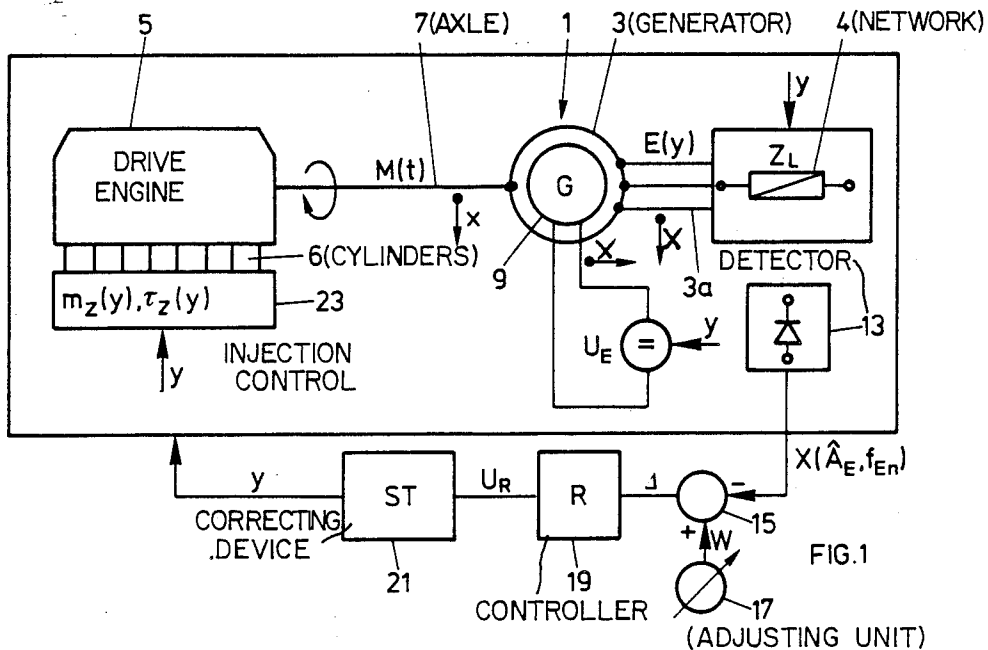 5
7(AXLE)
1
3(GENERATOR)
4(NETWORK)
y
DRIVE
ENGINE
M(t)
G
E(y)
Z_L
x
X
X
6(CYLINDERS)
9
3a
DETECTOR
m_Z(y),τ_Z(y)
23
13
U_E
=
y
INJECTION
CONTROL
y
X(Â_E,f_En)
y
ST
U_R
R
-
15
CORRECTING
.DEVICE
+
W
21
19
FIG.1
CONTROLLER
17
(ADJUSTING UNIT)